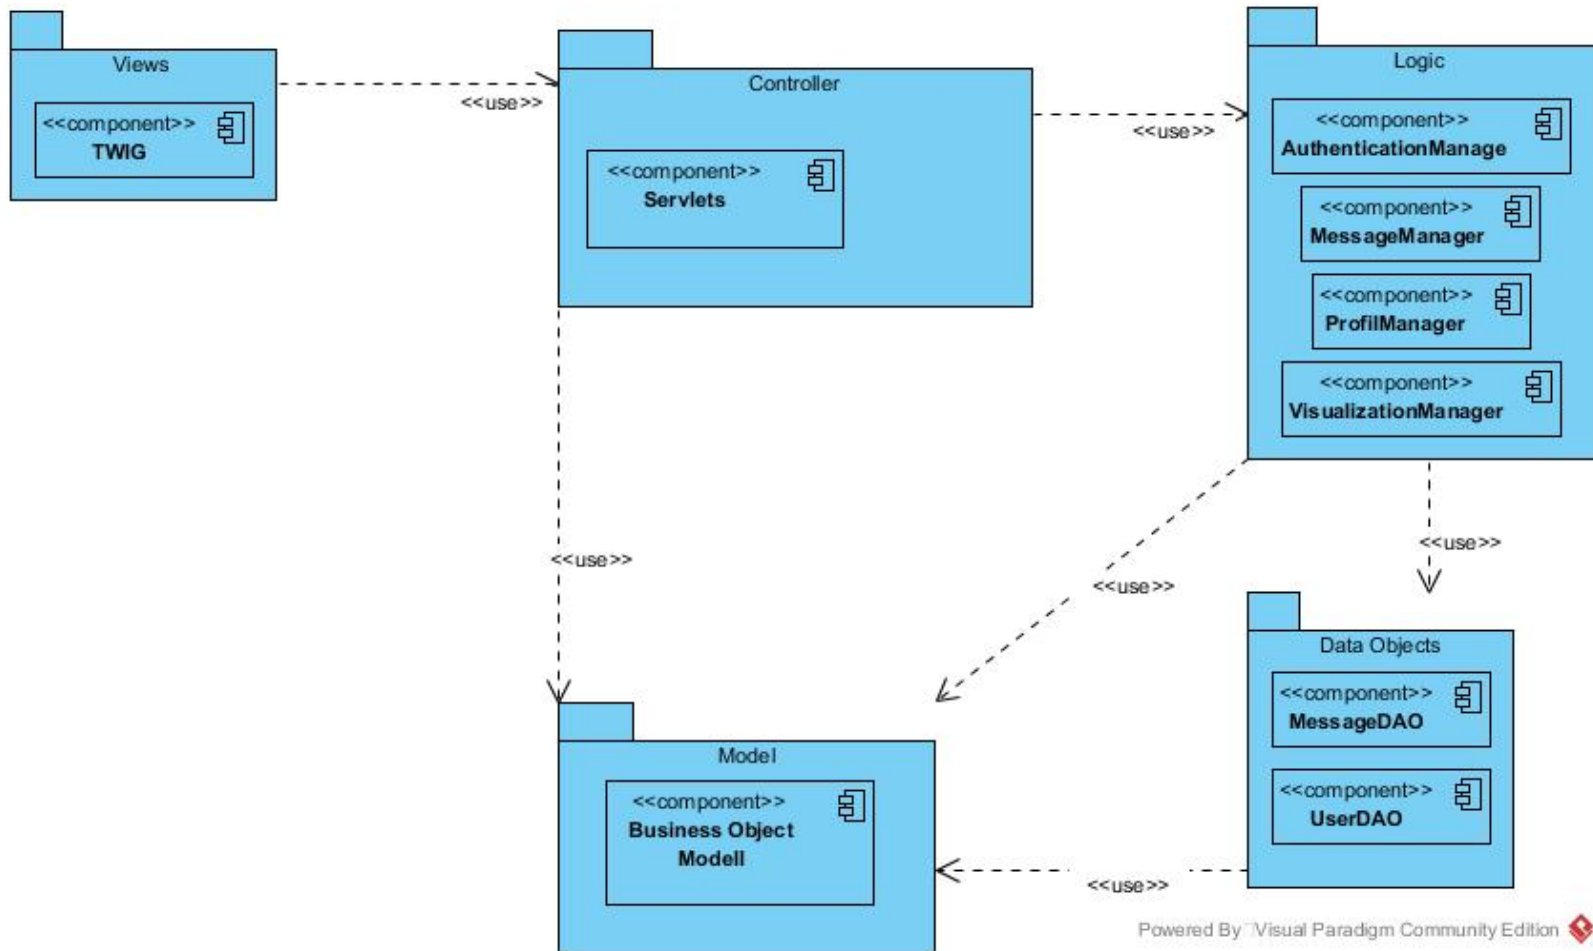 Views
<<component>>
TWIG
<<use>>
Controller
<<component>>
Servlets
<<use>>
Logic
<<component>>
AuthenticationManage
<<component>>
MessageManager
<<component>>
ProfilManager
<<component>>
VisualizationManager
<<use>>
<<use>>
<<use>>
Data Objects
<<component>>
MessageDAO
<<component>>
UserDAO
Model
<<component>>
Business Object
Modell
<<use>>
Powered By Visual Paradigm Community Edition